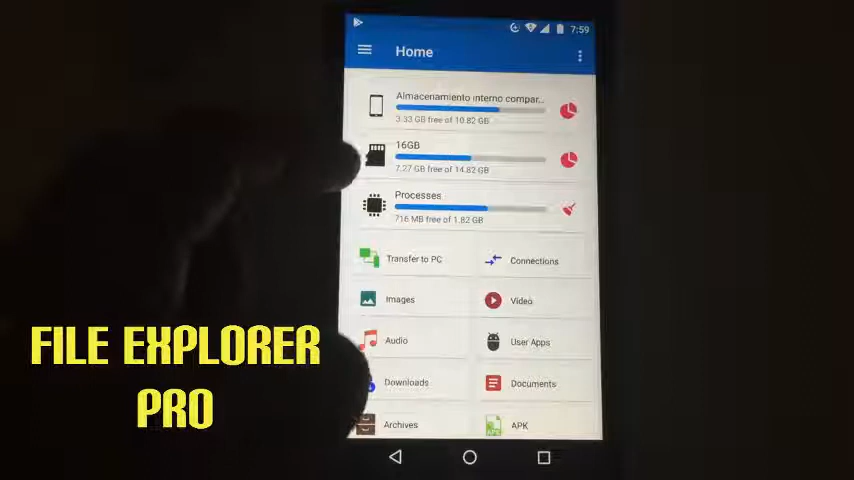 7:59
Home
Almacenamiento interno compar...
3.33 GB free of 10.82 GB
16GB
7.27 GB free of 14.82 GB
Processes
716 MB free of 1.82 GB
Transfer to PC
Connections
Images
Video
Audio
User Apps
Downloads
Documents
Archives
APK
FILE EXPLORER
PRO